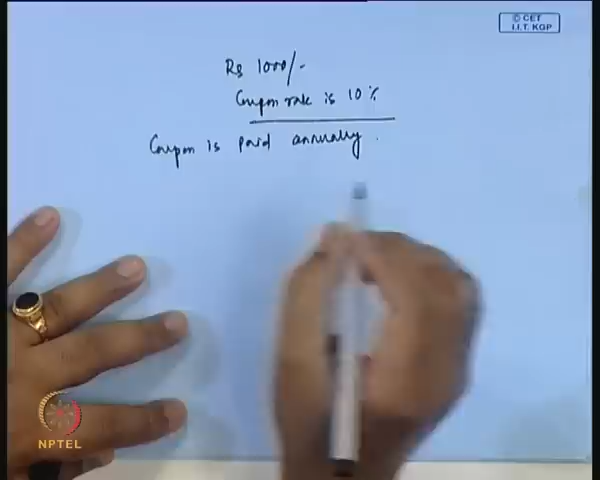 © CET
I.I.T. KGP
Rs 1000/-
Coupon rate is 10%
Coupon is paid annually.
NPTEL